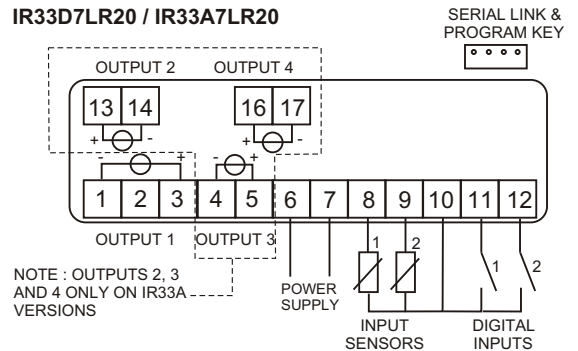 IR33D7LR20 / IR33A7LR20
SERIAL LINK &
PROGRAM KEY
OUTPUT 2
OUTPUT 4
13 14
16 17
+ -
+ -
- +
- +
1 2 3 4 5 6 7 8 9 10 11 12
OUTPUT 1
OUTPUT 3
1
2
1
2
NOTE : OUTPUTS 2, 3
AND 4 ONLY ON IR33A
VERSIONS
POWER
SUPPLY
INPUT
SENSORS
DIGITAL
INPUTS